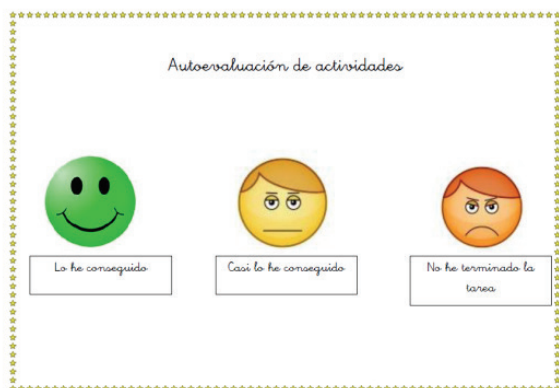 Autoevaluación de actividades
Lo he conseguido
Casi lo he conseguido
No he terminado la
tarea